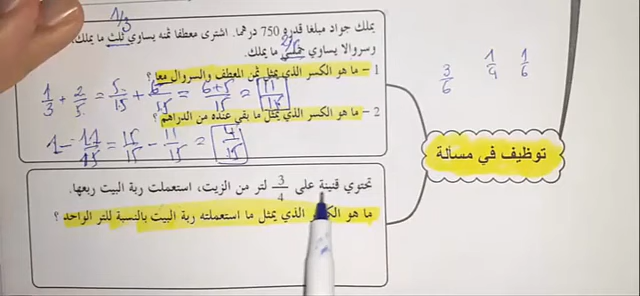 1/3
يملك جواد مبلغا قدره 750 درهما. اشترى معطفا ثمنه يساوي ثلث ما يملك،
2/5
وسروالا يساوي خمسي ما يملك.
1 – ما هو الكسر الذي يمثل ثمن المعطف والسروال معا ؟
1/3 + 2/5 = 5/15 + 6/15 = 6+5/15 = 11/15
2 – ما هو الكسر الذي يمثل ما بقي عنده من الدراهم ؟
1 – 11/15 = 15/15 – 11/15 = 4/15
تحتوي قنينة على 3/4 لتر من الزيت، استعملت ربة البيت ربعها.
ما هو الذي يمثل ما استعملته ربة البيت بالنسبة للتر الواحد ؟
توظيف في مسألة
3/6 1/4 1/6